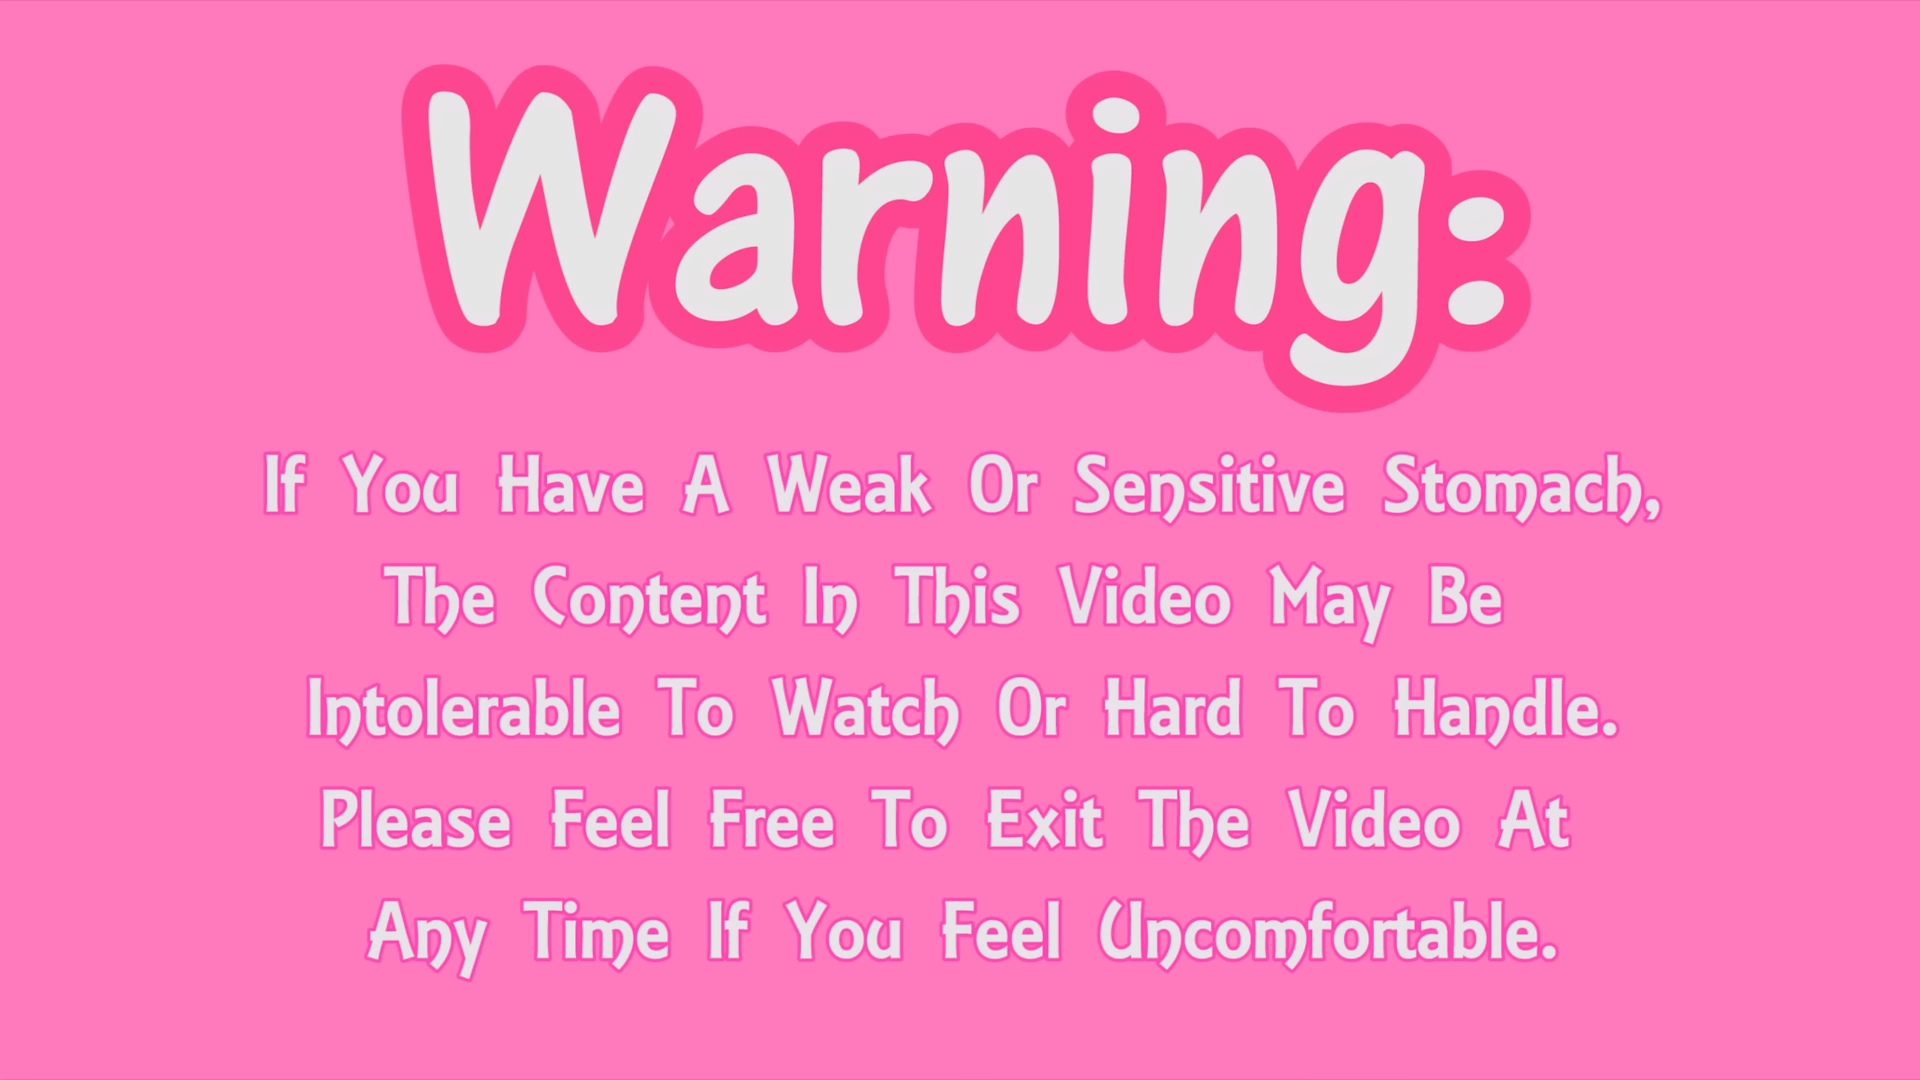 Warning:
If You Have A Weak Or Sensitive Stomach,
The Content In This Video May Be
Intolerable To Watch Or Hard To Handle.
Please Feel Free To Exit The Video At
Any Time If You Feel Uncomfortable.